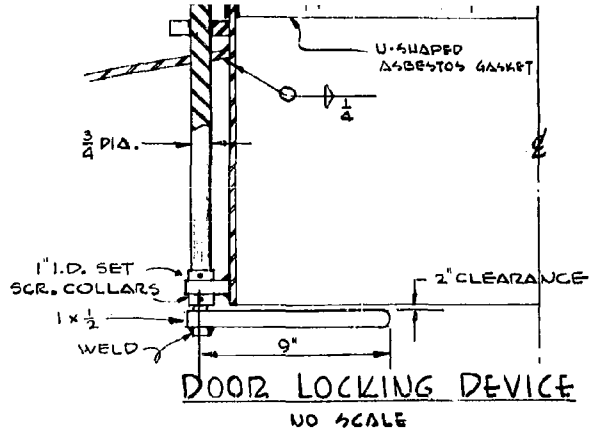 U-SHAPED
ASBESTOS GASKET
1/4
℄
3/4 DIA.
1" I.D. SET
SCR. COLLARS
2" CLEARANCE
1 x 1/2
WELD
9"
DOOR LOCKING DEVICE
NO SCALE